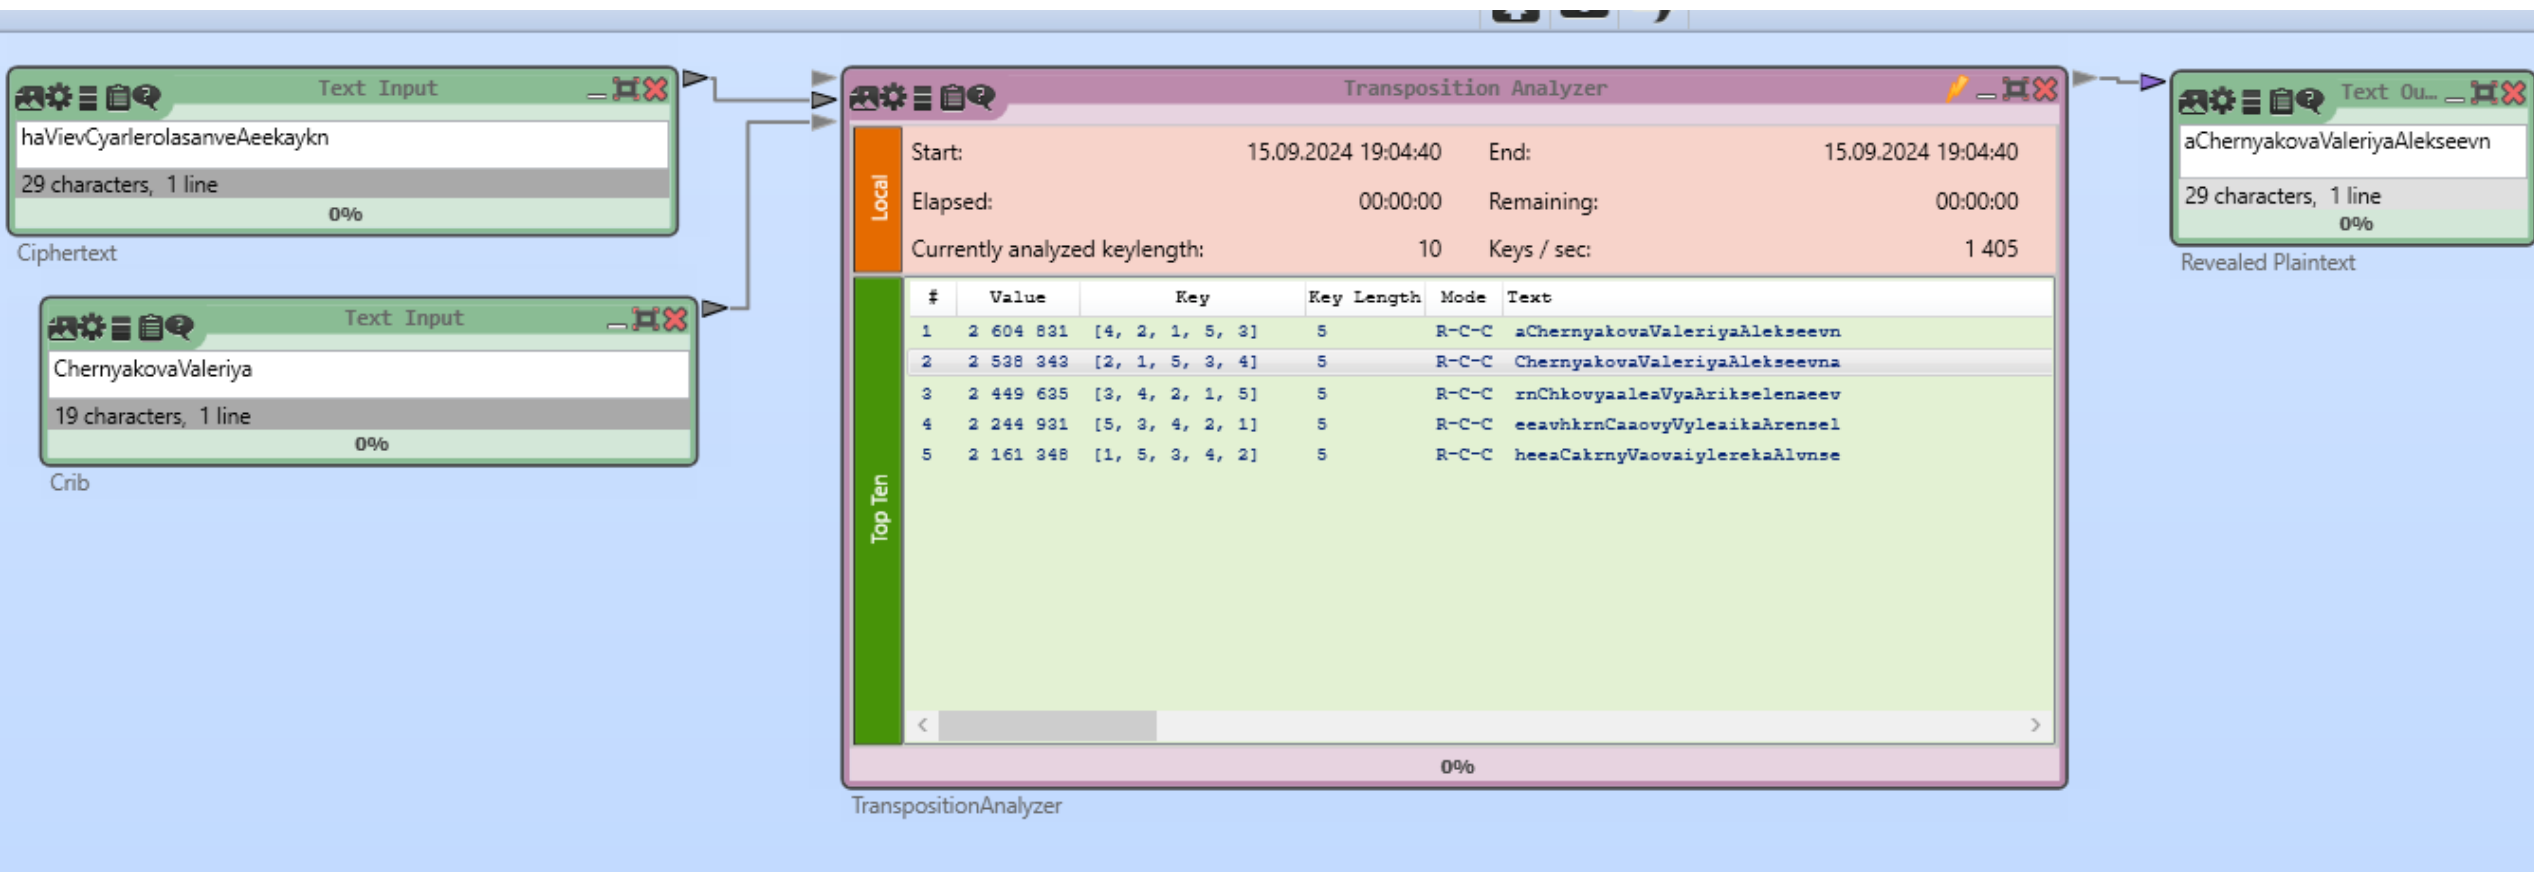 Text Input
haVievCyarlerolasanveAeekaykn
29 characters, 1 line
0%
Ciphertext
Text Input
ChernyakovaValeriya
19 characters, 1 line
0%
Crib
Transposition Analyzer
Local
Start: 15.09.2024 19:04:40 End: 15.09.2024 19:04:40
Elapsed: 00:00:00 Remaining: 00:00:00
Currently analyzed keylength: 10 Keys / sec: 1 405
Top Ten
# Value Key Key Length Mode Text
1 2 604 831 [4, 2, 1, 5, 3] 5 R-C-C aChernyakovaValeriyaAlekseevn
2 2 538 343 [2, 1, 5, 3, 4] 5 R-C-C ChernyakovaValeriyaAlekseevna
3 2 449 635 [3, 4, 2, 1, 5] 5 R-C-C rnChkovyaaleaVyaArikselenaeev
4 2 244 931 [5, 3, 4, 2, 1] 5 R-C-C eeavhkrnCaaovyVyleaikaArensel
5 2 161 348 [1, 5, 3, 4, 2] 5 R-C-C heeaCakrnyVaovaiylerekaAlvnse
0%
TranspositionAnalyzer
Text Ou...
aChernyakovaValeriyaAlekseevn
29 characters, 1 line
0%
Revealed Plaintext